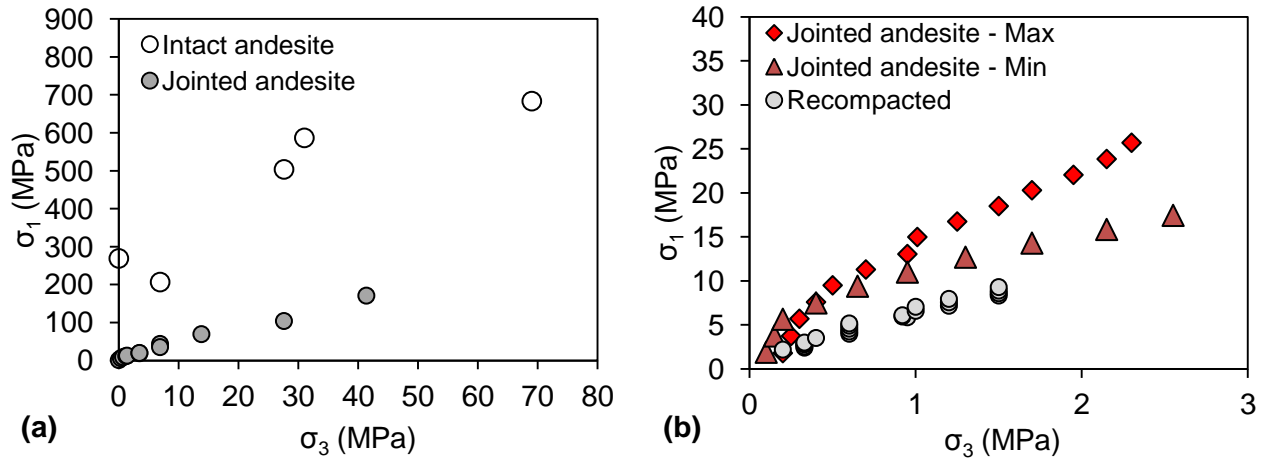 900
800
700
600
500
400
300
200
100
0
σ1 (MPa)
Intact andesite
Jointed andesite
0 10 20 30 40 50 60 70 80
(a)
σ3 (MPa)
40
35
30
25
20
15
10
5
0
σ1 (MPa)
Jointed andesite - Max
Jointed andesite - Min
Recompacted
0 1 2 3
(b)
σ3 (MPa)